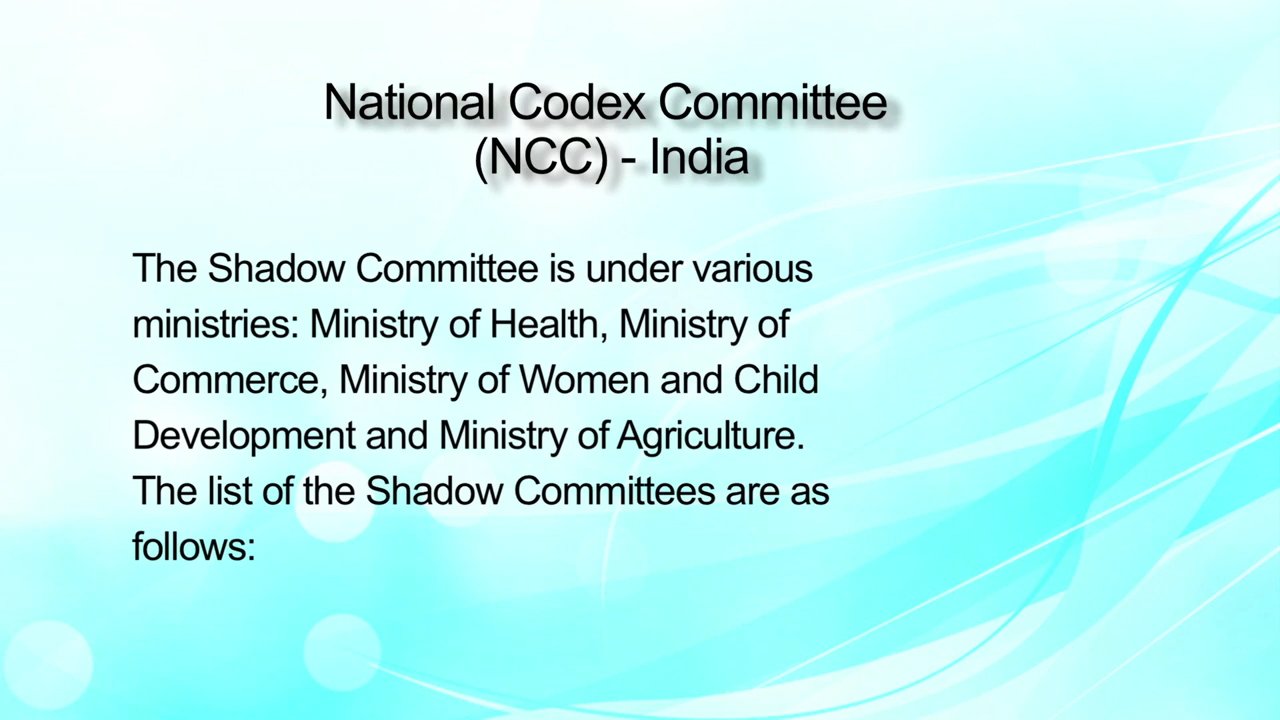 National Codex Committee
(NCC) - India
The Shadow Committee is under various
ministries: Ministry of Health, Ministry of
Commerce, Ministry of Women and Child
Development and Ministry of Agriculture.
The list of the Shadow Committees are as
follows: